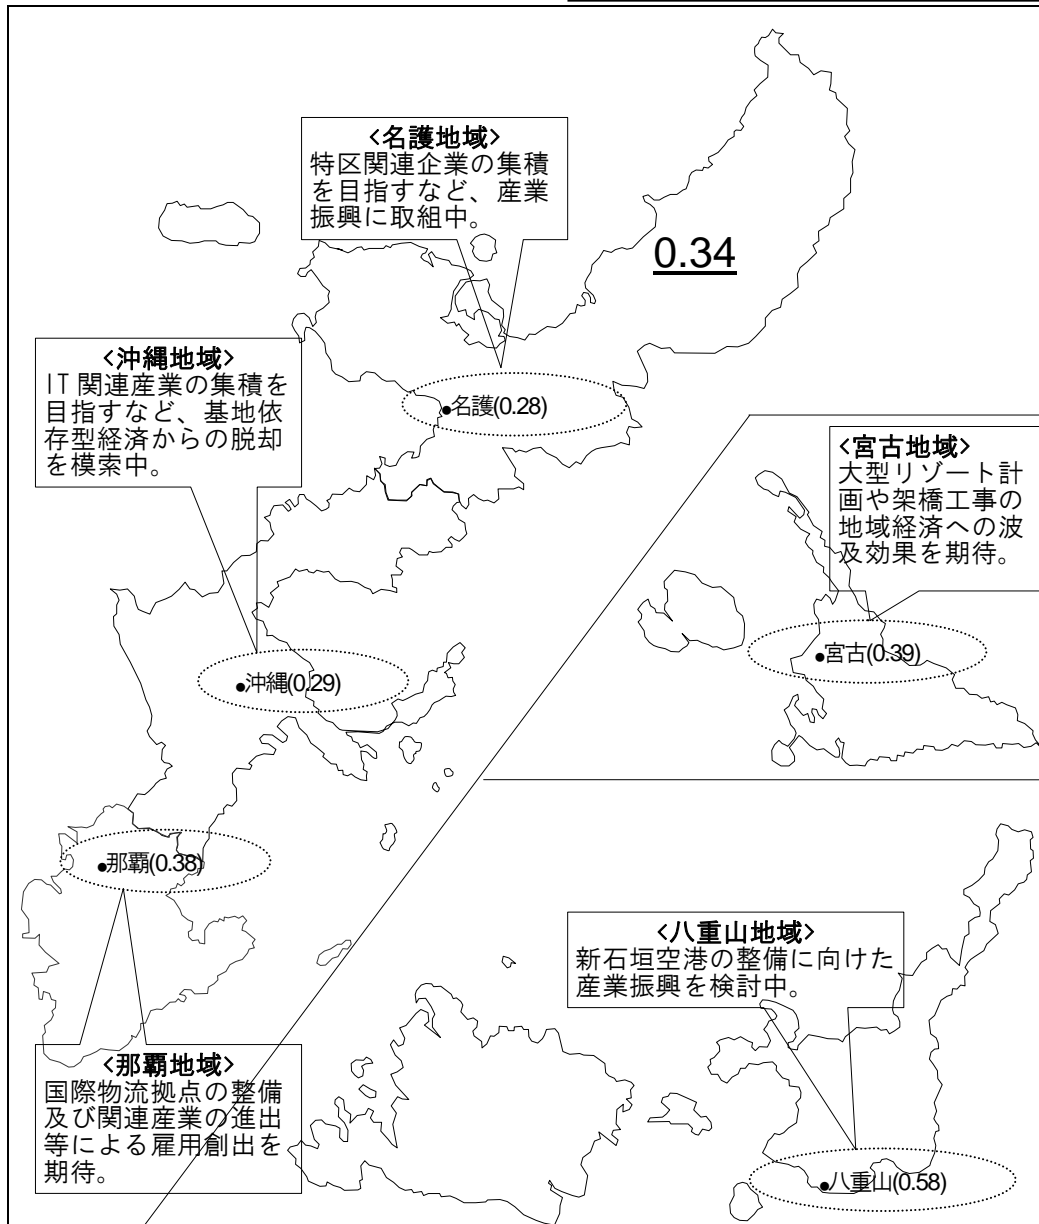 <名護地域>
特区関連企業の集積
を目指すなど、産業
振興に取組中。
0.34
<沖縄地域>
IT 関連産業の集積を
目指すなど、基地依
存型経済からの脱却
を模索中。
●名護(0.28)
<宮古地域>
大型リゾート計
画や架橋工事の
地域経済への波
及効果を期待。
●宮古(0.39)
●沖縄(0.29)
●那覇(0.38)
<八重山地域>
新石垣空港の整備に向けた
産業振興を検討中。
<那覇地域>
国際物流拠点の整備
及び関連産業の進出
等による雇用創出を
期待。
●八重山(0.58)